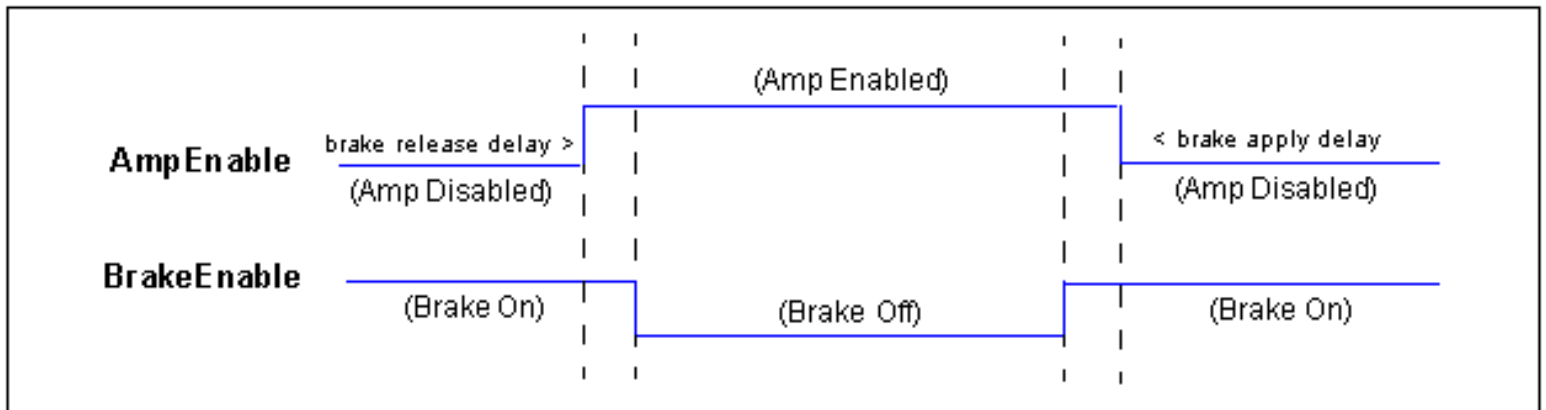 (Amp Enabled)
AmpEnable
brake release delay >
< brake apply delay
(Amp Disabled)
(Amp Disabled)
BrakeEnable
(Brake On)
(Brake Off)
(Brake On)